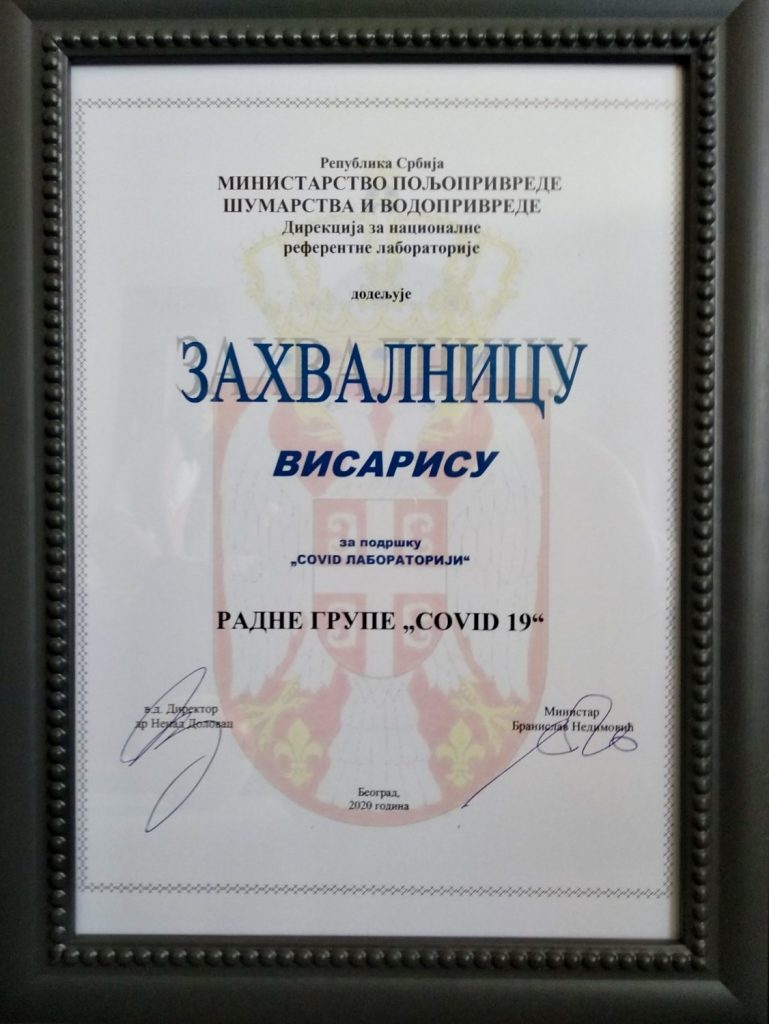 Република Србија
МИНИСТАРСТВО ПОЉОПРИВРЕДЕ
ШУМАРСТВА И ВОДОПРИВРЕДЕ
Дирекција за националне
референтне лабораторије
додељује
ЗАХВАЛНИЦУ
ВИСАРИСУ
за подршку
„COVID ЛАБОРАТОРИЈИ“
РАДНЕ ГРУПЕ „COVID 19“
в.д. Директор
др Ненад Доловац
Министар
Бранислав Недимовић
Београд,
2020 година